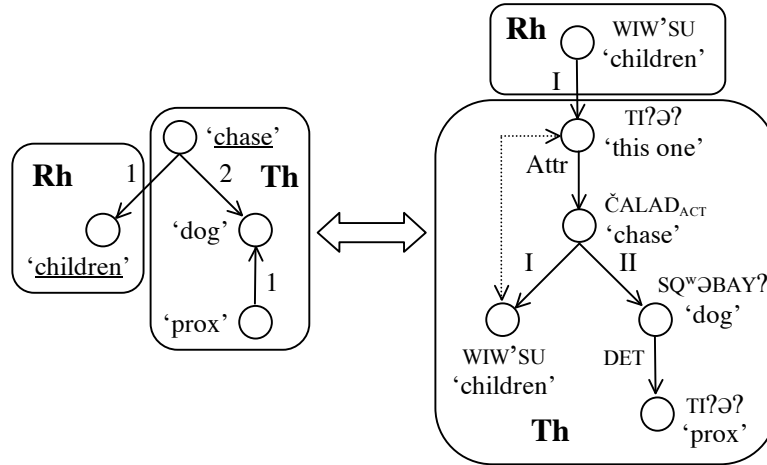 Rh
1
'children'
'chase'
2
Th
'dog'
1
'prox'
Rh
WIW'SU
'children'
I
TIʔƏʔ
'this one'
Attr
ČALAD_ACT
'chase'
I
II
WIW'SU
'children'
SQʷƏBAYʔ
'dog'
DET
TIʔƏʔ
'prox'
Th